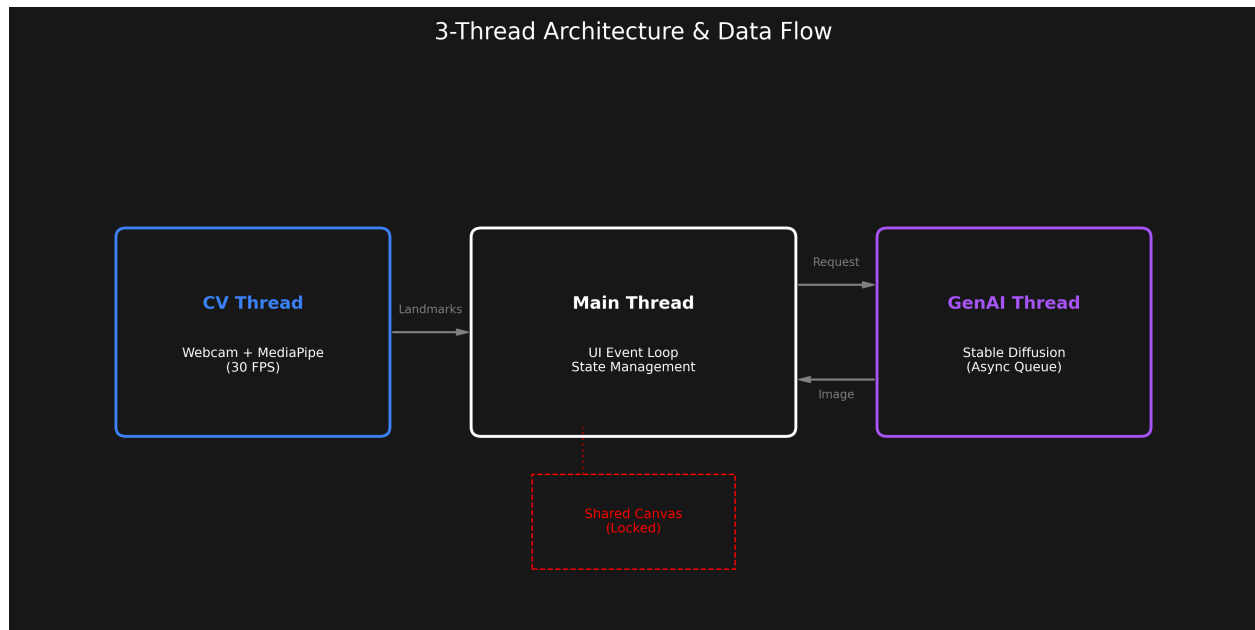 3-Thread Architecture & Data Flow
CV Thread
Webcam + MediaPipe
(30 FPS)
Landmarks
Main Thread
UI Event Loop
State Management
Request
Image
GenAI Thread
Stable Diffusion
(Async Queue)
Shared Canvas
(Locked)